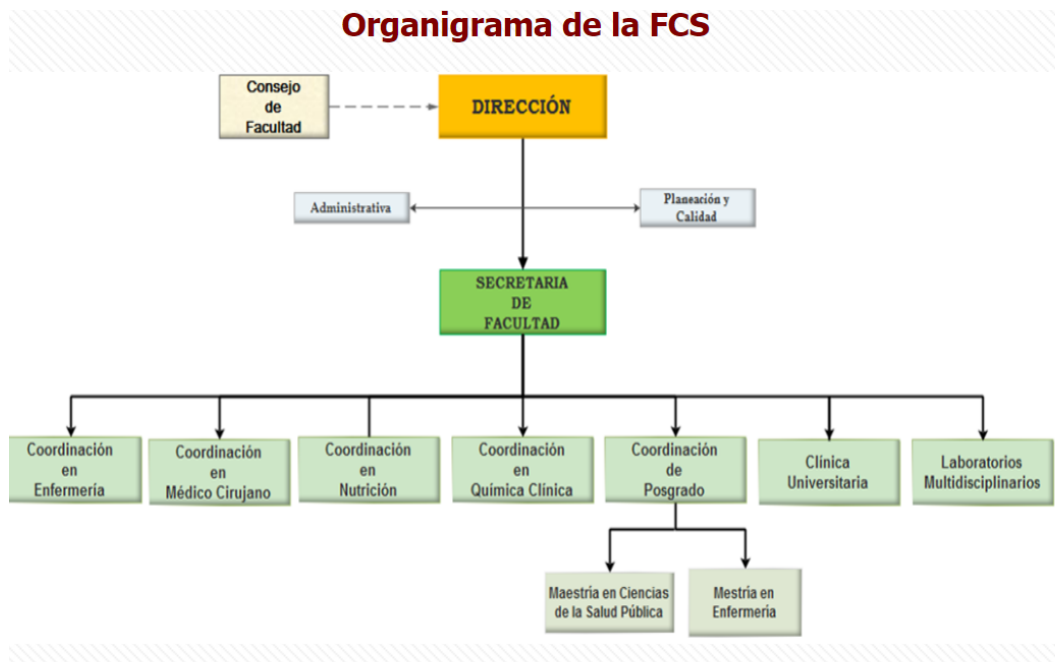 Organigrama de la FCS
Consejo
de
Facultad
DIRECCIÓN
Administrativa
Planeación y
Calidad
SECRETARIA
DE
FACULTAD
Coordinación
en
Enfermería
Coordinación
en
Médico Cirujano
Coordinación
en
Nutrición
Coordinación
en
Química Clínica
Coordinación
de
Posgrado
Clínica
Universitaria
Laboratorios
Multidisciplinarios
Maestría en Ciencias
de la Salud Pública
Mestría en
Enfermería